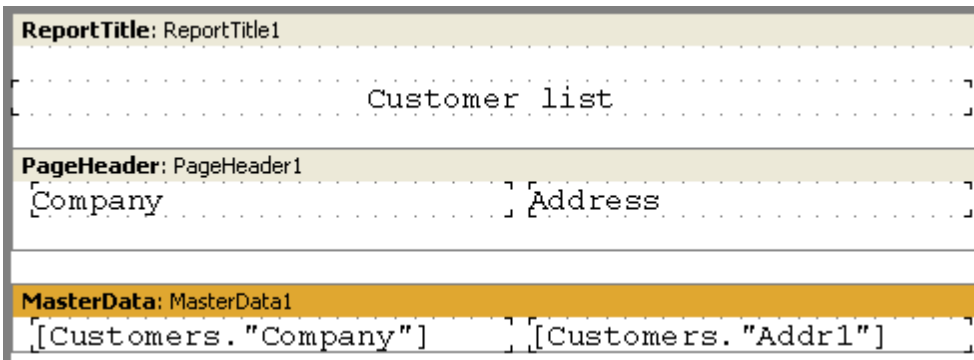 ReportTitle: ReportTitle1
Customer list
PageHeader: PageHeader1
Company Address
MasterData: MasterData1
[Customers."Company"] [Customers."Addr1"]